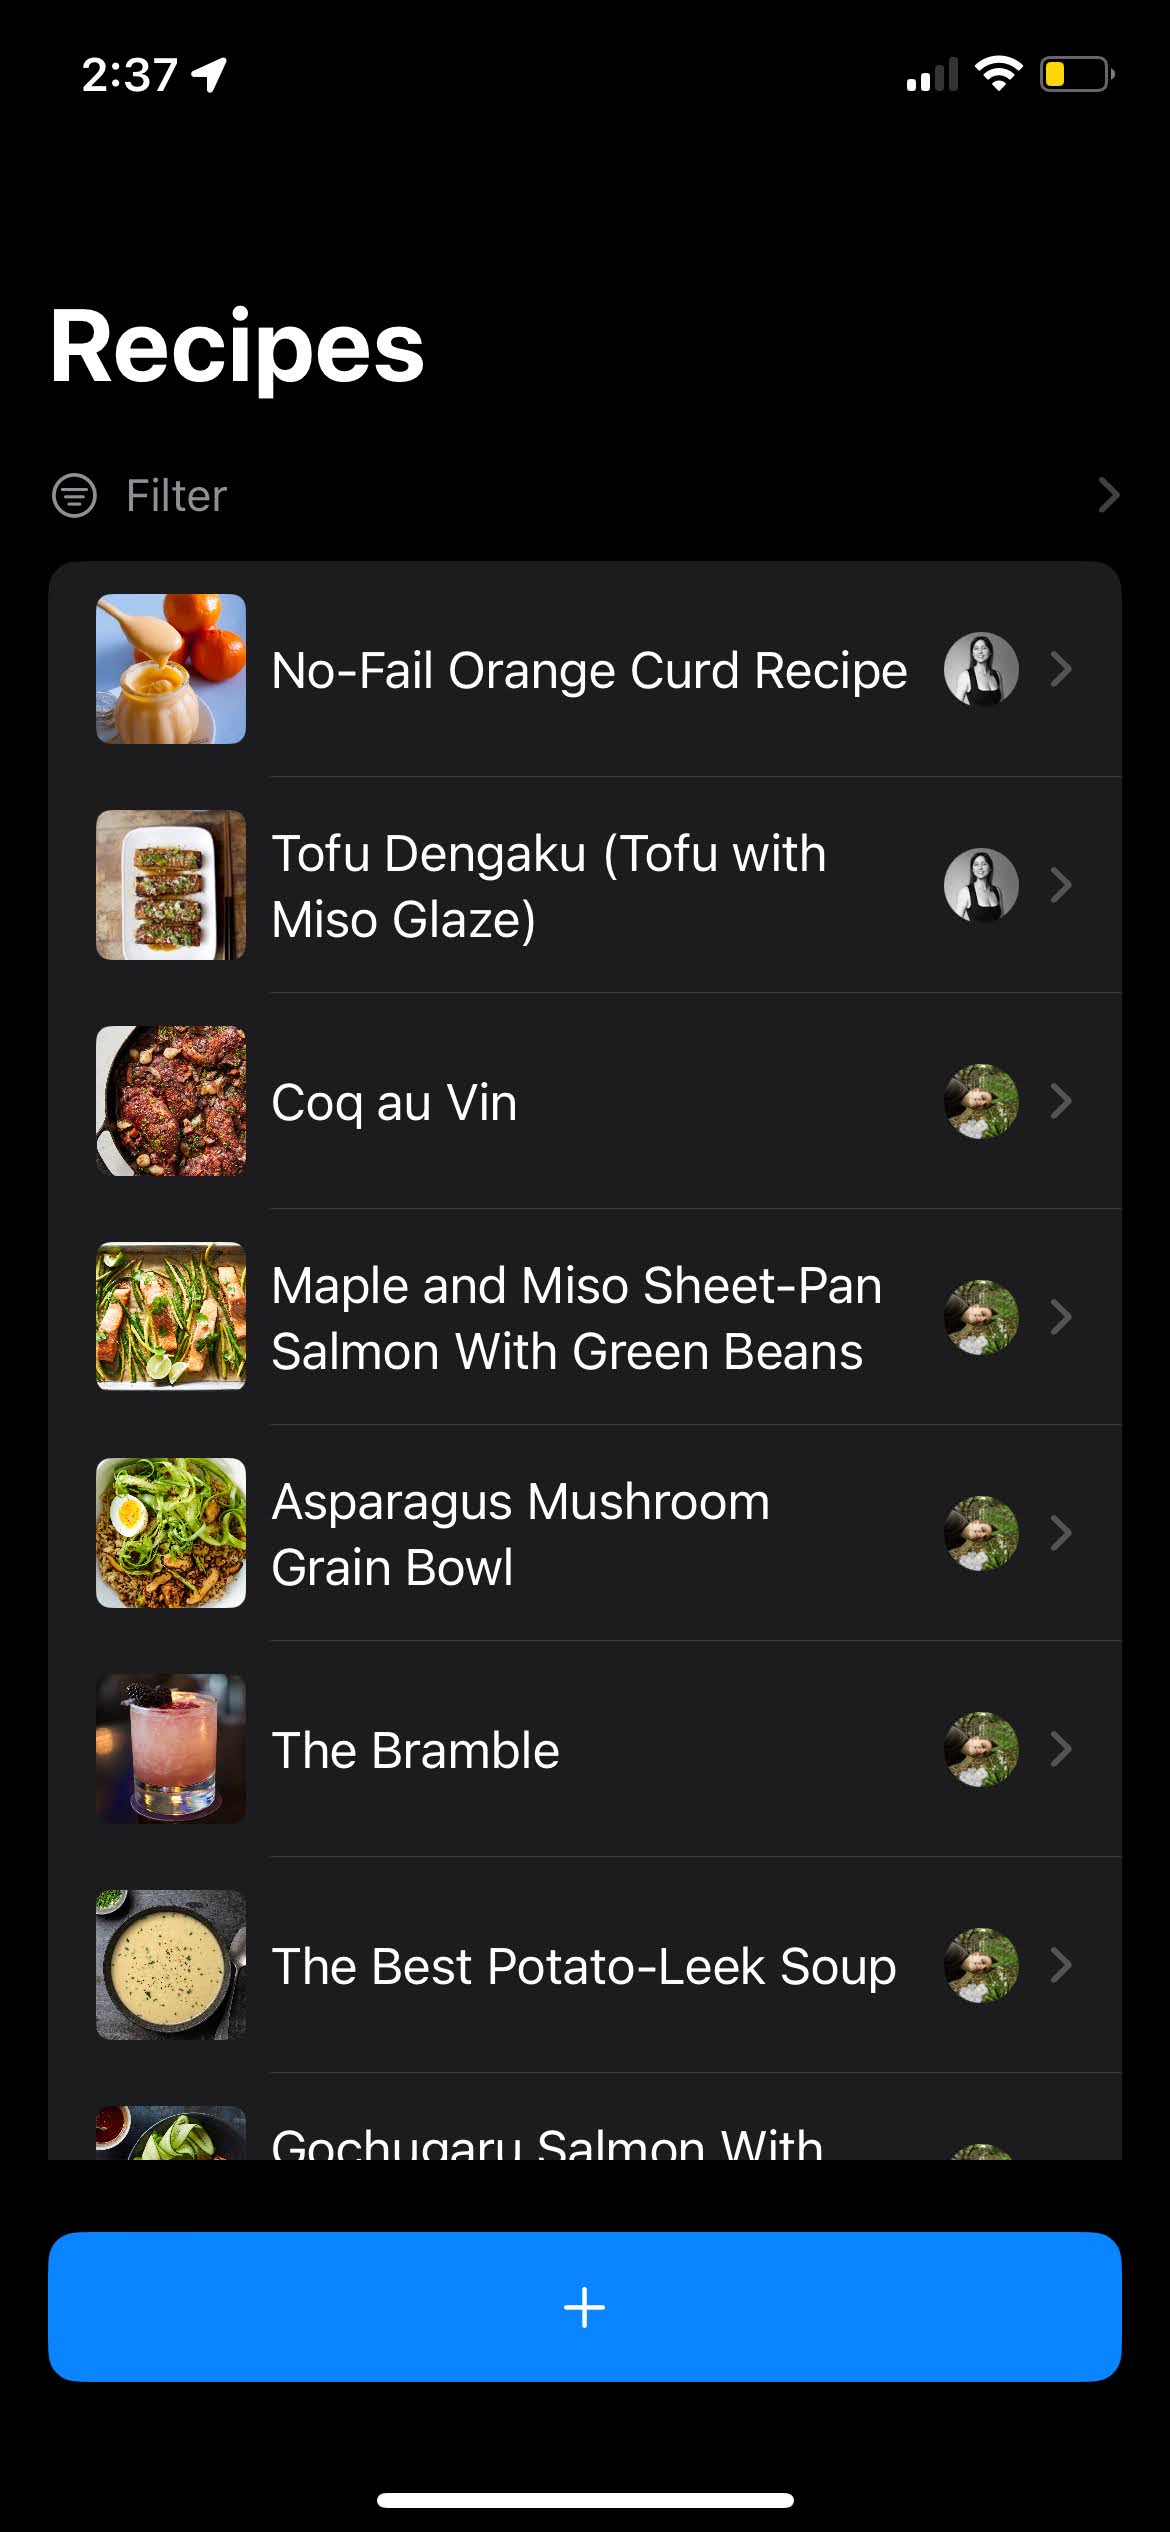 2:37
Recipes
Filter
No-Fail Orange Curd Recipe
Tofu Dengaku (Tofu with
Miso Glaze)
Coq au Vin
Maple and Miso Sheet-Pan
Salmon With Green Beans
Asparagus Mushroom
Grain Bowl
The Bramble
The Best Potato-Leek Soup
Gochugaru Salmon With